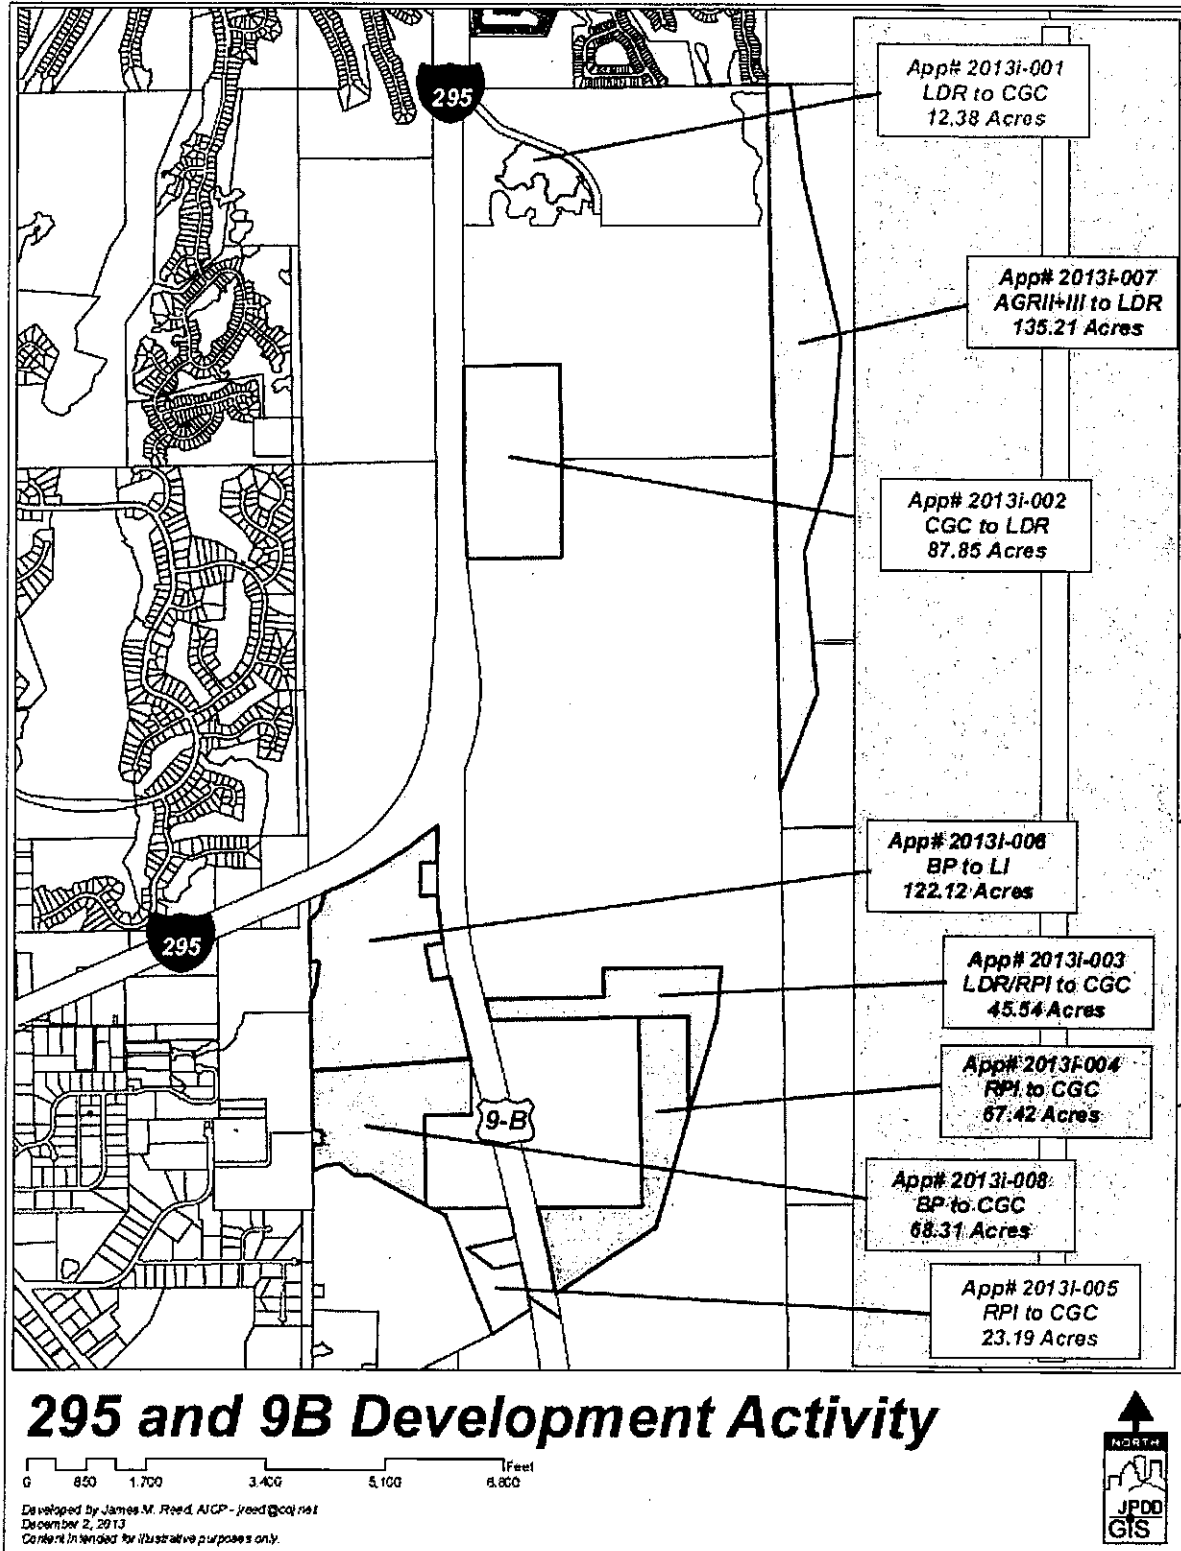 295
App# 2013i-001
LDR to CGC
12.38 Acres
App# 2013i-007
AGRII+III to LDR
135.21 Acres
App# 2013i-002
CGC to LDR
87.85 Acres
App# 2013i-006
BP to LI
122.12 Acres
295
App# 2013i-003
LDR/RPI to CGC
45.54 Acres
App# 2013i-004
RPI to CGC
67.42 Acres
9-B
App# 2013i-008
BP to CGC
68.31 Acres
App# 2013i-005
RPI to CGC
23.19 Acres
295 and 9B Development Activity
Feet
0 850 1,700 3,400 5,100 6,800
Developed by James M. Reed, AICP - jreed@coj.net
December 2, 2013
Content intended for illustrative purposes only.
NORTH
JPDD
GIS